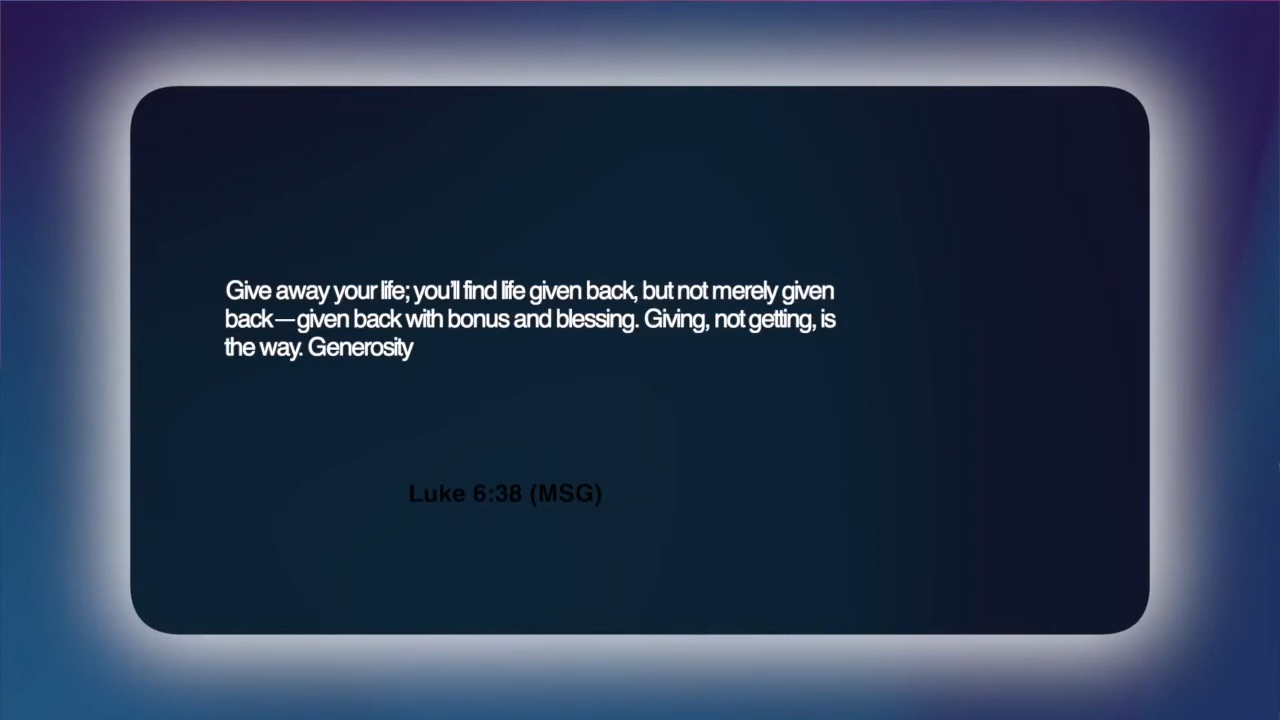 Give away your life; you'll find life given back, but not merely given
back—given back with bonus and blessing. Giving, not getting, is
the way. Generosity
Luke 6:38 (MSG)